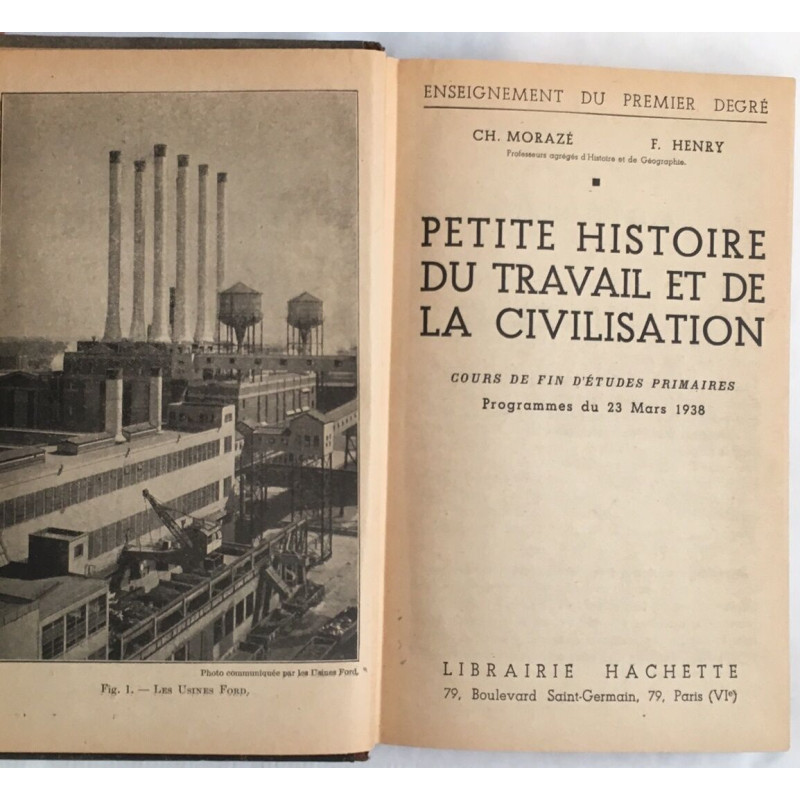 Photo communiquée par les Usines Ford.
Fig. 1. — Les Usines Ford.
ENSEIGNEMENT DU PREMIER DEGRÉ
CH. MORAZÉ F. HENRY
Professeurs agrégés d'Histoire et de Géographie.
PETITE HISTOIRE
DU TRAVAIL ET DE
LA CIVILISATION
COURS DE FIN D'ÉTUDES PRIMAIRES
Programmes du 23 Mars 1938
LIBRAIRIE HACHETTE
79, Boulevard Saint-Germain, 79, Paris (VIe)